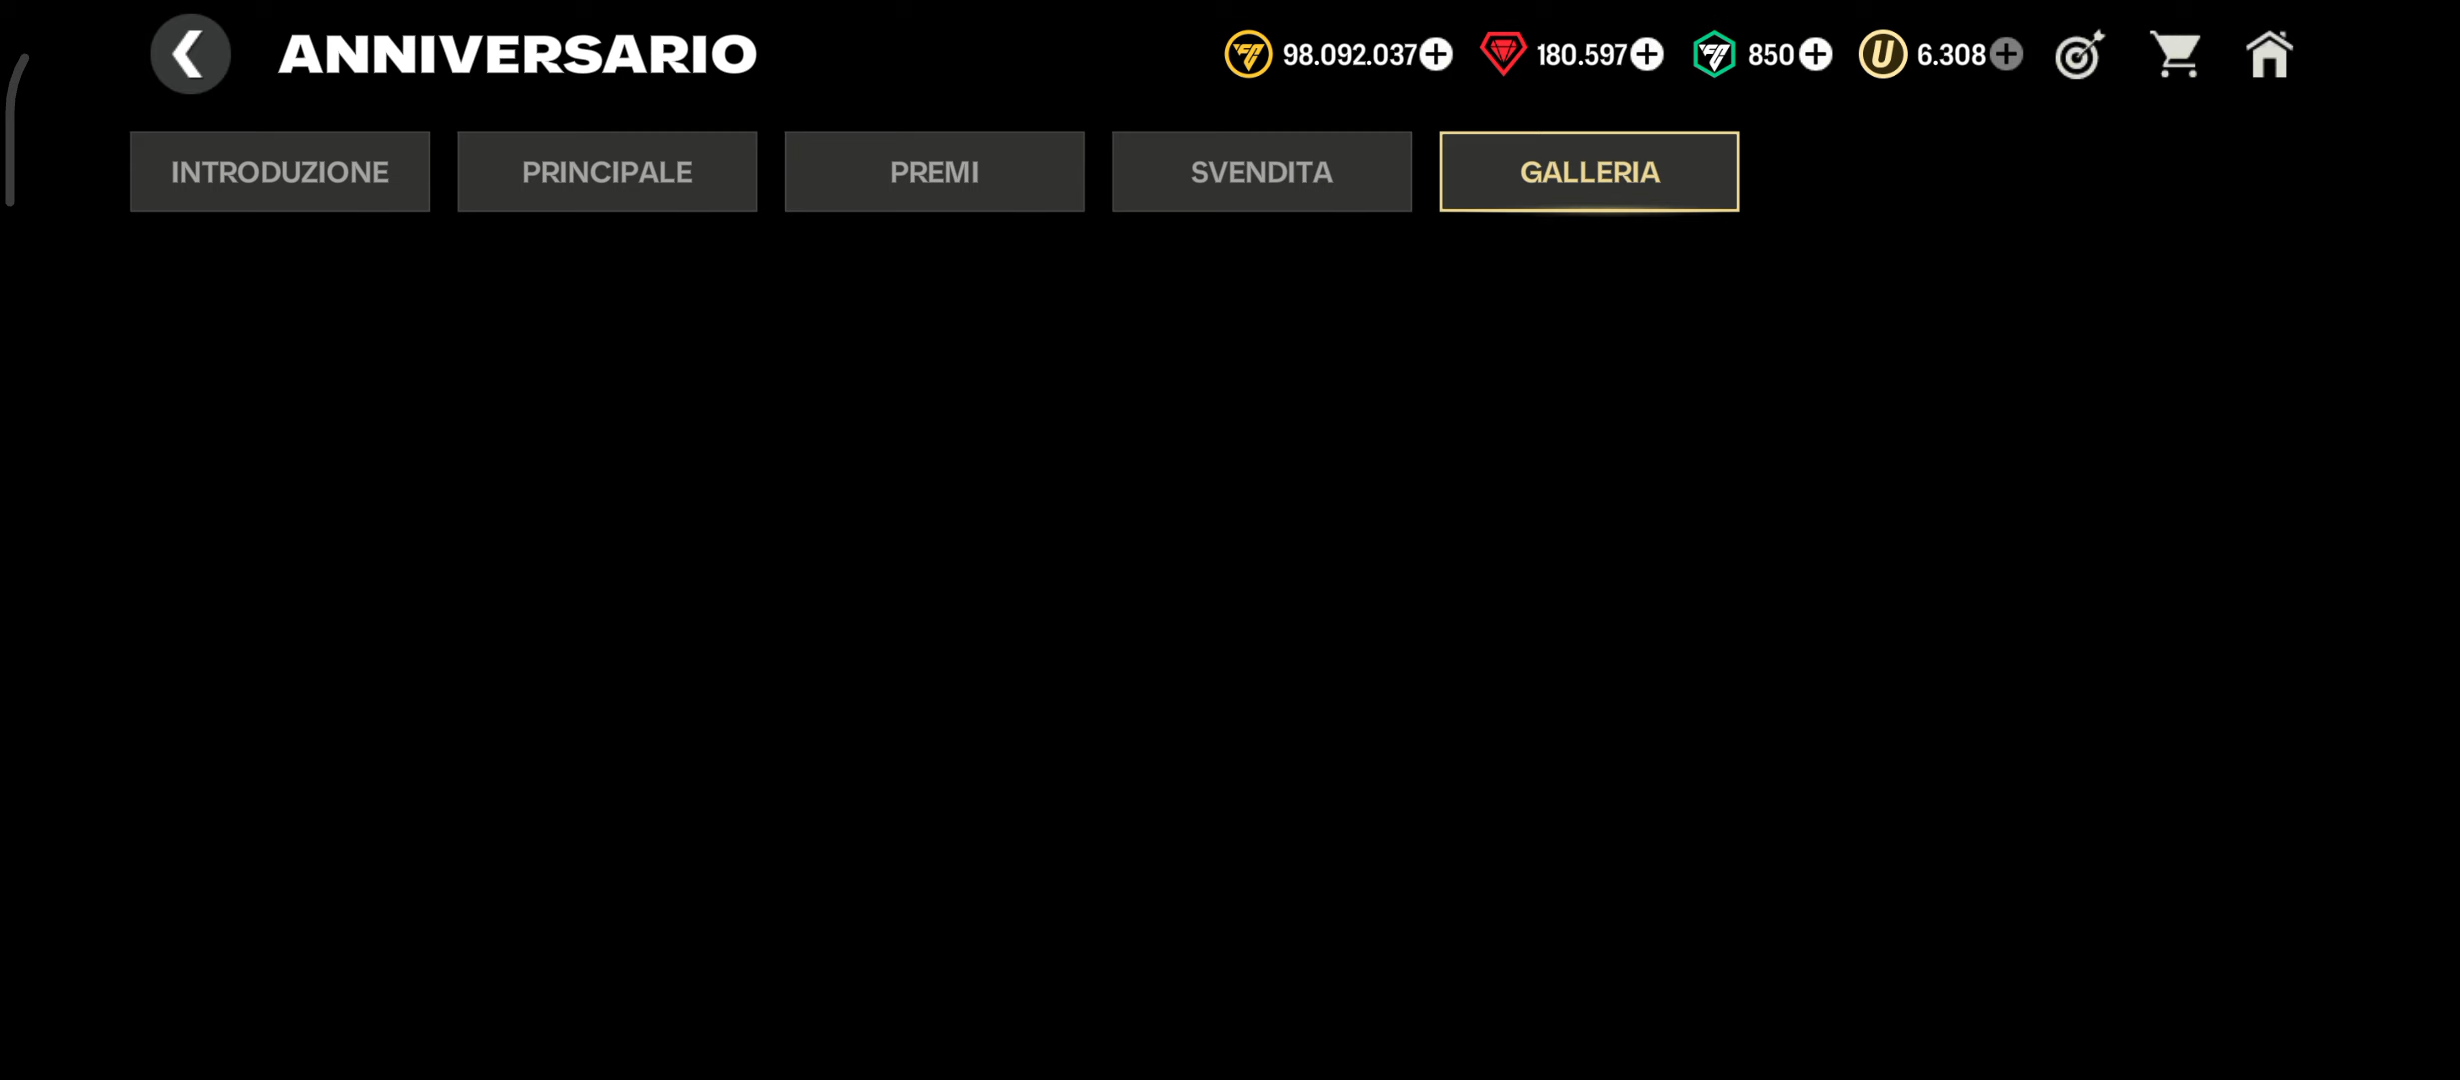 ANNIVERSARIO
98.092.037
180.597
850
6.308
INTRODUZIONE
PRINCIPALE
PREMI
SVENDITA
GALLERIA